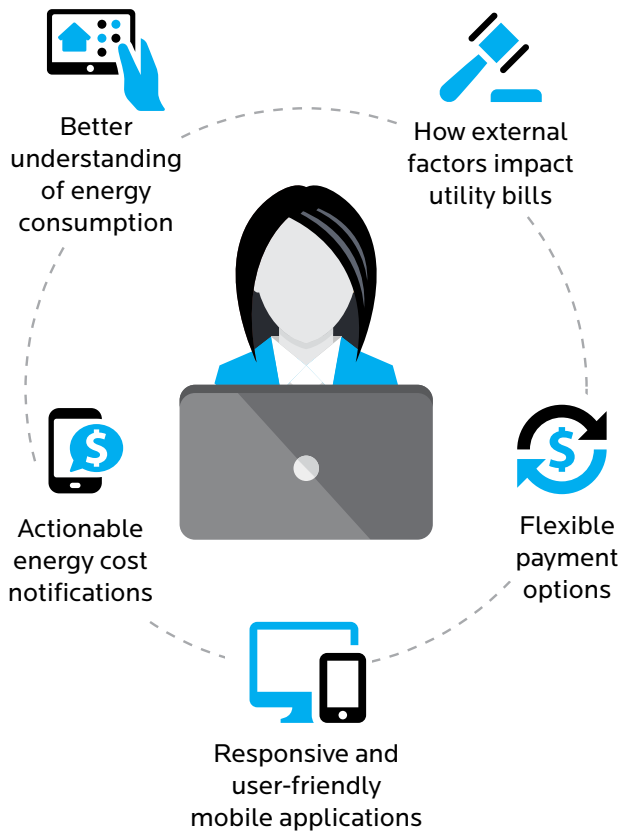 Better
understanding
of energy
consumption
How external
factors impact
utility bills
$
Actionable
energy cost
notifications
$
Flexible
payment
options
Responsive and
user-friendly
mobile applications